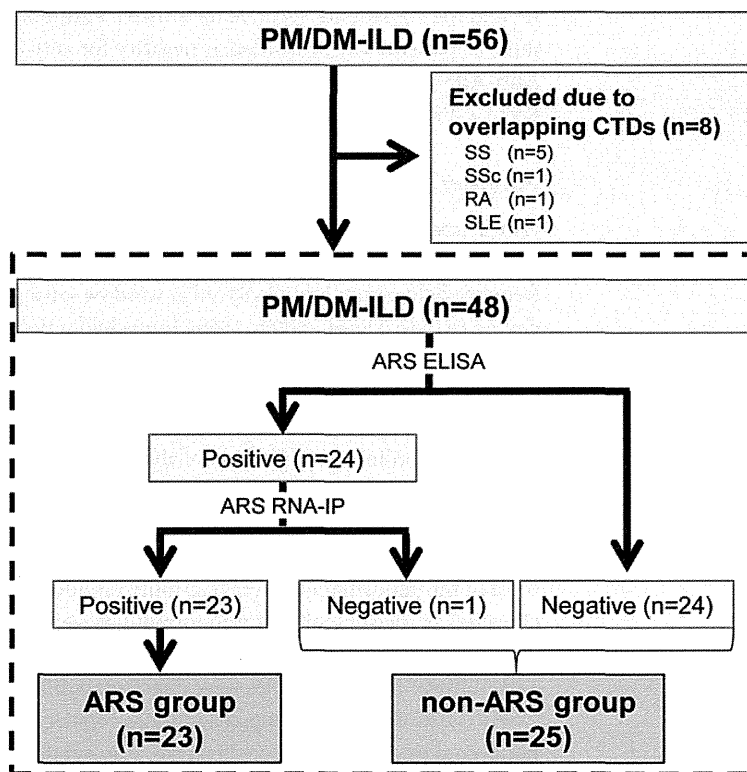 PM/DM-ILD (n=56)
Excluded due to
overlapping CTDs (n=8)
SS (n=5)
SSc (n=1)
RA (n=1)
SLE (n=1)
PM/DM-ILD (n=48)
ARS ELISA
Positive (n=24)
ARS RNA-IP
Positive (n=23)
Negative (n=1)
Negative (n=24)
ARS group
(n=23)
non-ARS group
(n=25)